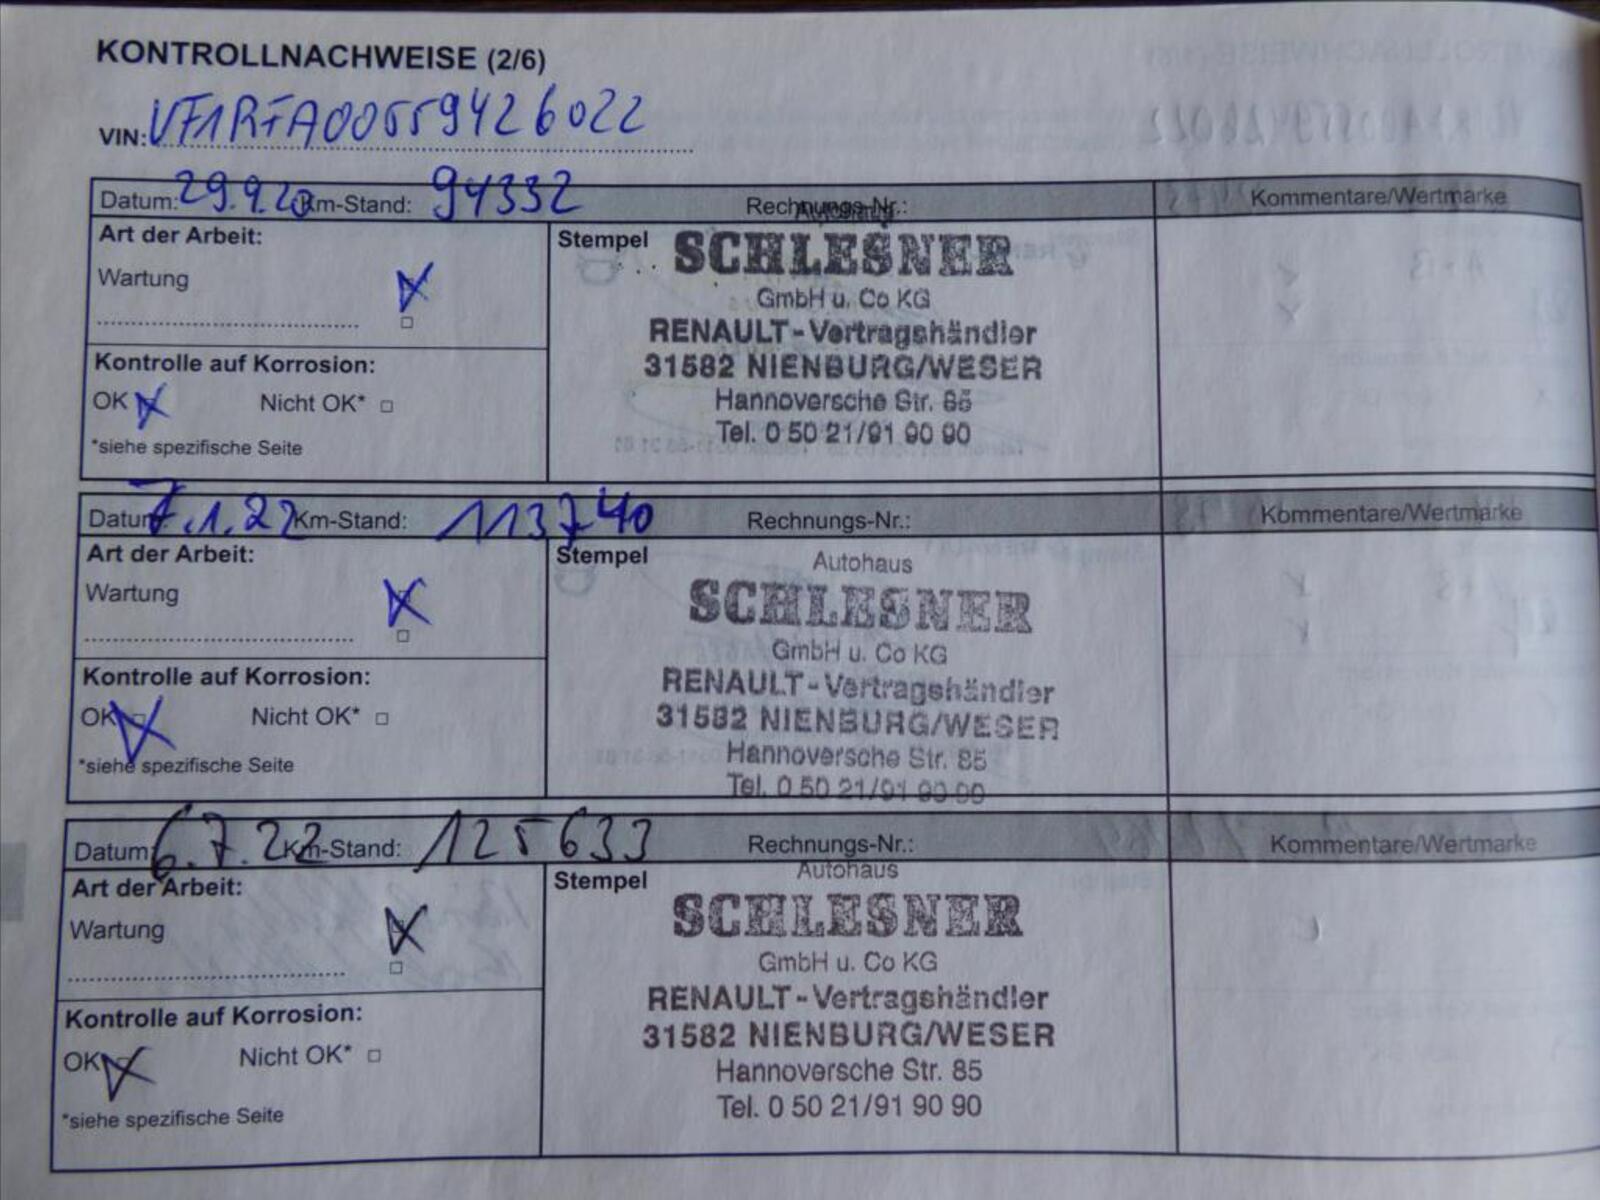 KONTROLLNACHWEISE (2/6)
VIN: VF1RFA00559426022
Datum: 29.9.20 Km-Stand: 94332 Rechnungs-Nr.: Kommentare/Wertmarke
Art der Arbeit:
Wartung
Kontrolle auf Korrosion:
OK Nicht OK* □
*siehe spezifische Seite
Stempel
Autohaus
SCHLESNER
GmbH u. Co KG
RENAULT-Vertragshändler
31582 NIENBURG/WESER
Hannoversche Str. 85
Tel. 0 50 21/91 90 90
Datum: 7.1.22 Km-Stand: 113740 Rechnungs-Nr.: Kommentare/Wertmarke
Art der Arbeit:
Wartung
Kontrolle auf Korrosion:
OK Nicht OK* □
*siehe spezifische Seite
Stempel
Autohaus
SCHLESNER
GmbH u. Co KG
RENAULT-Vertragshändler
31582 NIENBURG/WESER
Hannoversche Str. 85
Tel. 0 50 21/91 90 90
Datum: 6.7.22 Km-Stand: 125633 Rechnungs-Nr.: Kommentare/Wertmarke
Art der Arbeit:
Wartung
Kontrolle auf Korrosion:
OK Nicht OK* □
*siehe spezifische Seite
Stempel
Autohaus
SCHLESNER
GmbH u. Co KG
RENAULT-Vertragshändler
31582 NIENBURG/WESER
Hannoversche Str. 85
Tel. 0 50 21/91 90 90